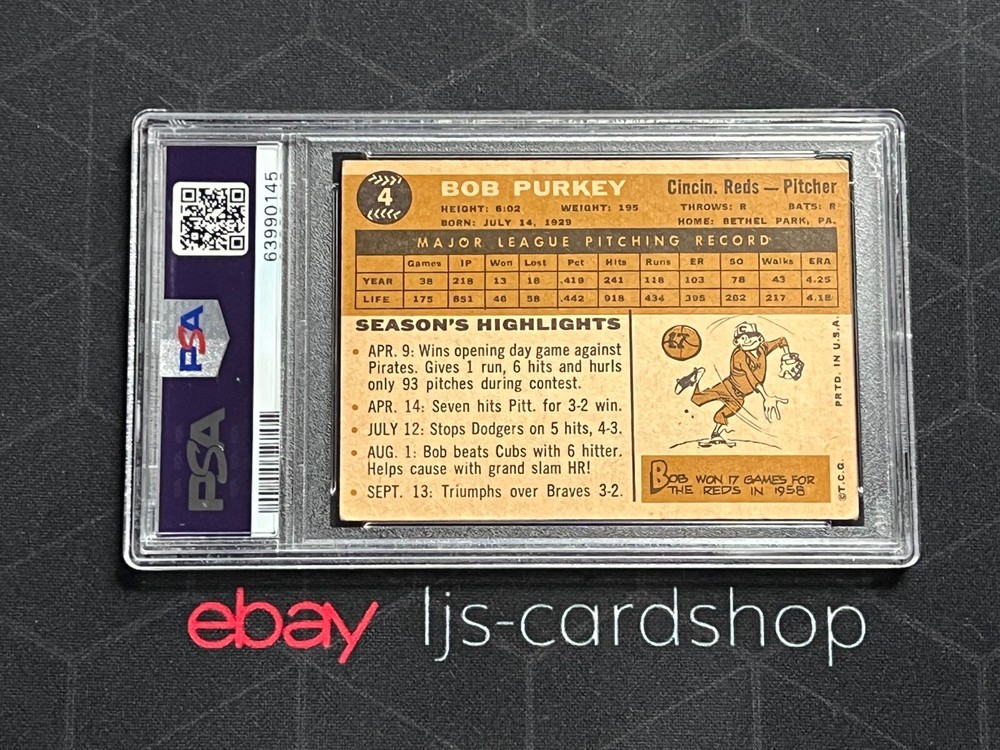 63990145
PSA
PSA
4
BOB PURKEY
Cincin. Reds — Pitcher
HEIGHT: 6:02 WEIGHT: 195 THROWS: R BATS: R
BORN: JULY 14, 1929 HOME: BETHEL PARK, PA.
MAJOR LEAGUE PITCHING RECORD
Games IP Won Lost Pct Hits Runs ER SO Walks ERA
YEAR 38 218 13 18 .419 241 118 103 78 43 4.25
LIFE 175 851 46 58 .442 918 434 395 282 217 4.18
SEASON'S HIGHLIGHTS
• APR. 9: Wins opening day game against
Pirates. Gives 1 run, 6 hits and hurls
only 93 pitches during contest.
• APR. 14: Seven hits Pitt. for 3-2 win.
• JULY 12: Stops Dodgers on 5 hits, 4-3.
• AUG. 1: Bob beats Cubs with 6 hitter.
Helps cause with grand slam HR!
• SEPT. 13: Triumphs over Braves 3-2.
17
C
BOB WON 17 GAMES FOR
THE REDS IN 1958
©T.C.G. PRTD. IN U.S.A.
ebay ljs-cardshop